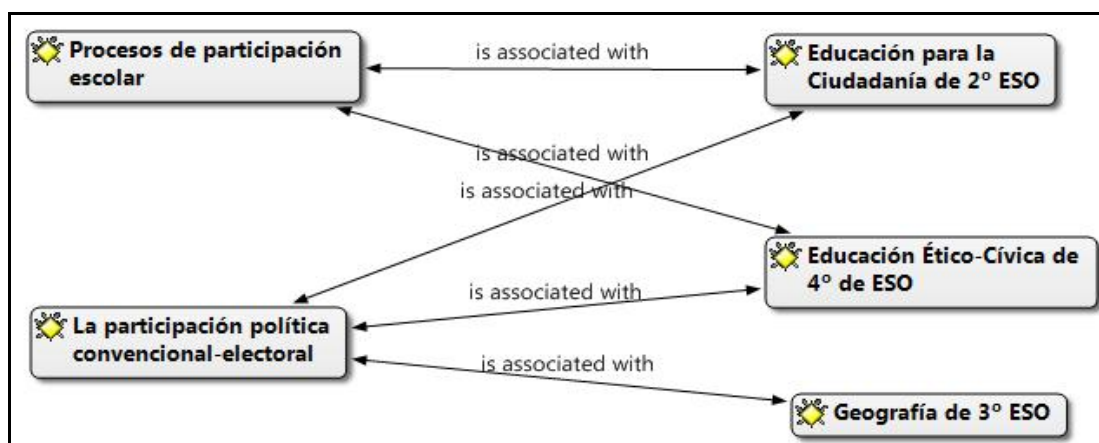 Procesos de participación
escolar
is associated with
Educación para la
Ciudadanía de 2º ESO
is associated with
is associated with
Educación Ético-Cívica de
4º de ESO
is associated with
La participación política
convencional-electoral
is associated with
Geografía de 3º ESO